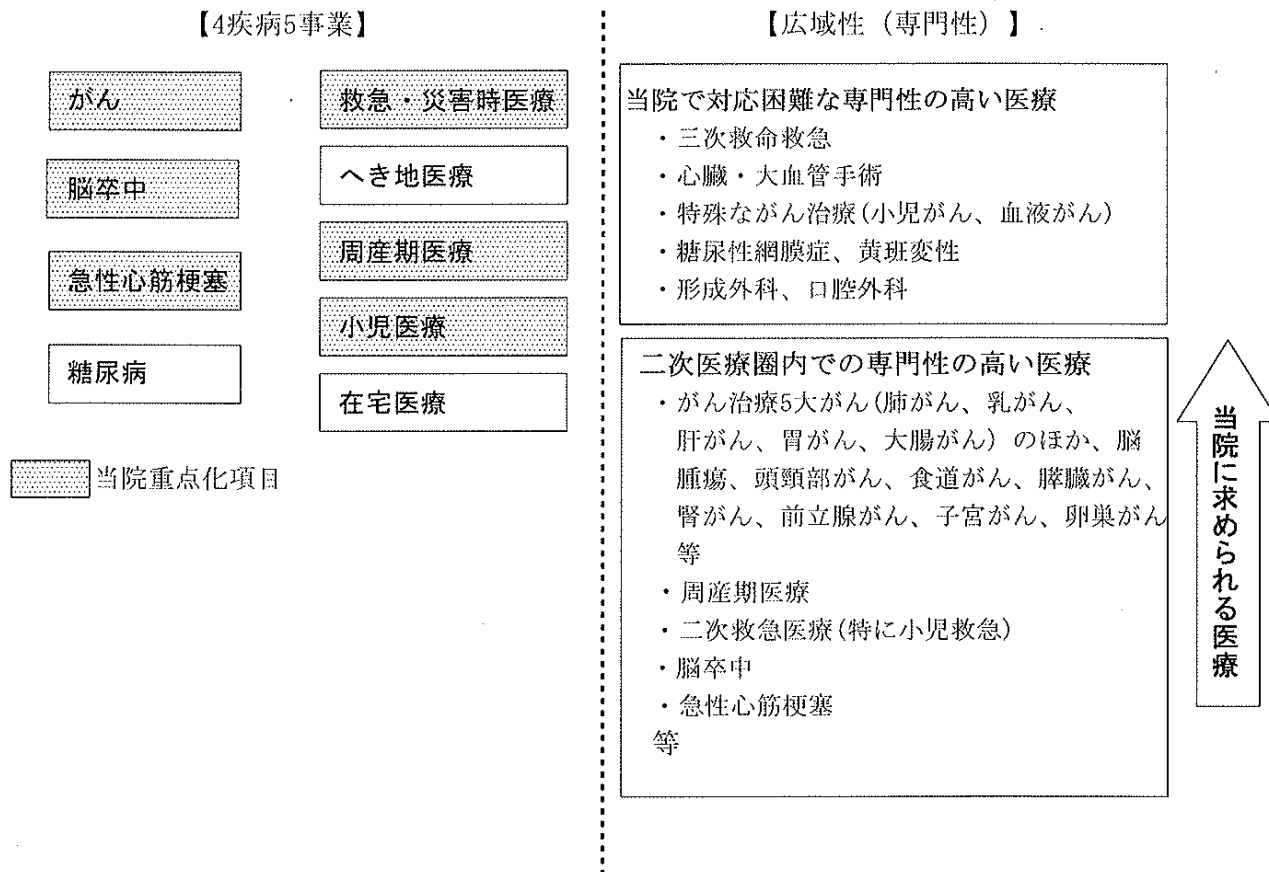 【4疾病5事業】
がん
脳卒中
急性心筋梗塞
糖尿病
救急・災害時医療
へき地医療
周産期医療
小児医療
在宅医療
当院重点化項目
【広域性（専門性）】
当院で対応困難な専門性の高い医療
・三次救命救急
・心臓・大血管手術
・特殊ながん治療(小児がん、血液がん)
・糖尿性網膜症、黄斑変性
・形成外科、口腔外科
二次医療圏内での専門性の高い医療
・がん治療5大がん(肺がん、乳がん、
肝がん、胃がん、大腸がん)のほか、脳
腫瘍、頭頸部がん、食道がん、膵臓がん、
腎がん、前立腺がん、子宮がん、卵巣がん
等
・周産期医療
・二次救急医療(特に小児救急)
・脳卒中
・急性心筋梗塞
等
当院に求められる医療